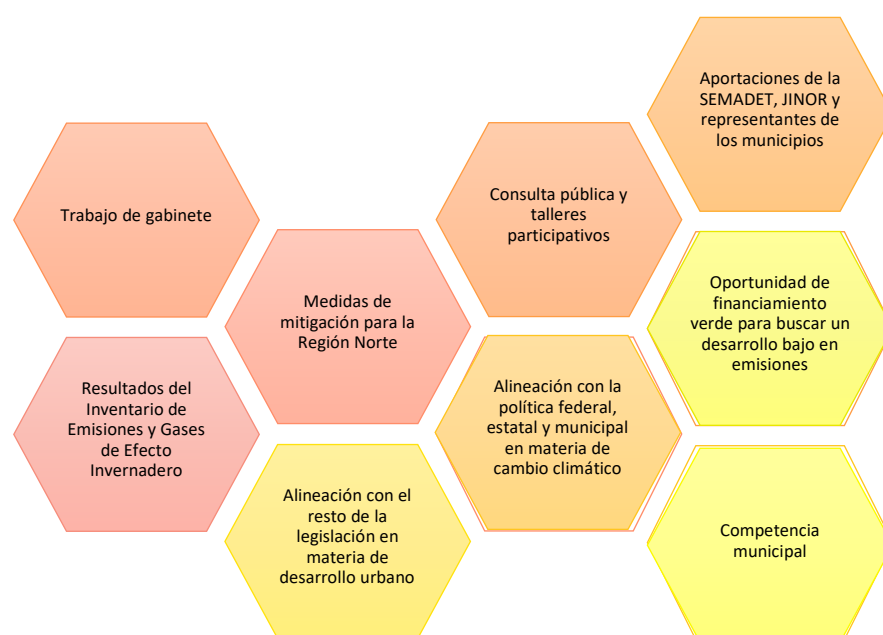 Aportaciones de la
SEMADET, JINOR y
representantes de
los municipios
Trabajo de gabinete
Consulta pública y
talleres
participativos
Medidas de
mitigación para la
Región Norte
Oportunidad de
financiamiento
verde para buscar un
desarrollo bajo en
emisiones
Resultados del
Inventario de
Emisiones y Gases
de Efecto
Invernadero
Alineación con la
política federal,
estatal y municipal
en materia de
cambio climático
Alineación con el
resto de la
legislación en
materia de
desarrollo urbano
Competencia
municipal